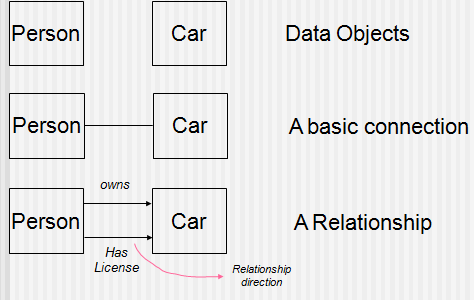 Person Car Data Objects
Person Car A basic connection
owns
Person Car A Relationship
Has
License
Relationship
direction